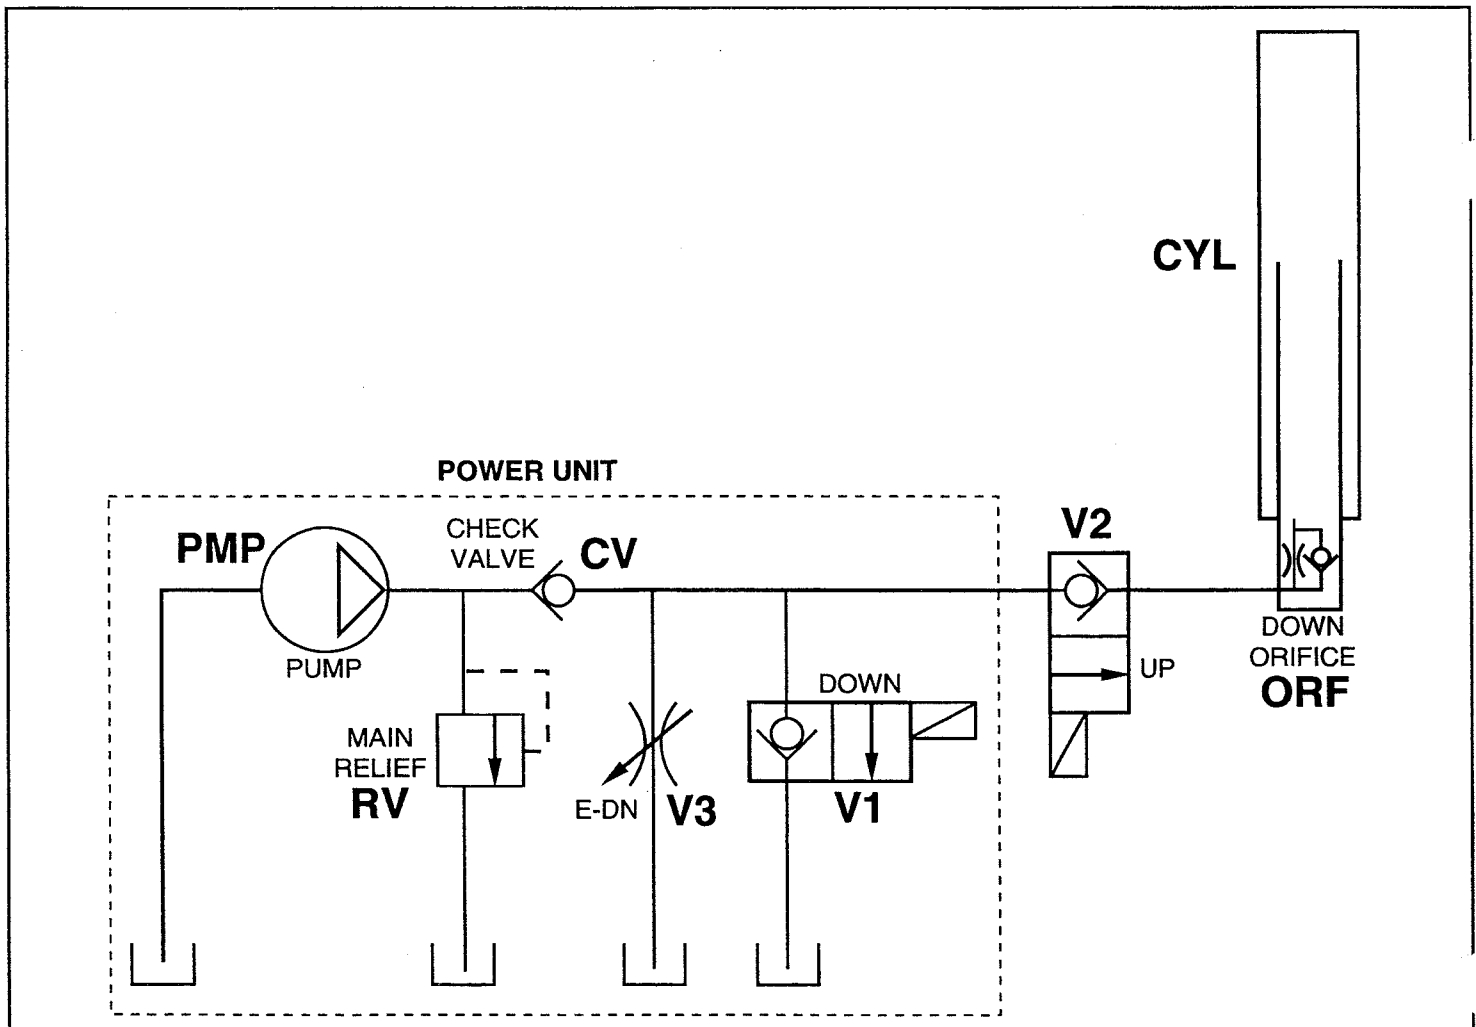 CYL
POWER UNIT
PMP
CHECK
VALVE
CV
V2
PUMP
DOWN
ORIFICE
ORF
UP
DOWN
MAIN
RELIEF
RV
E-DN
V3
V1